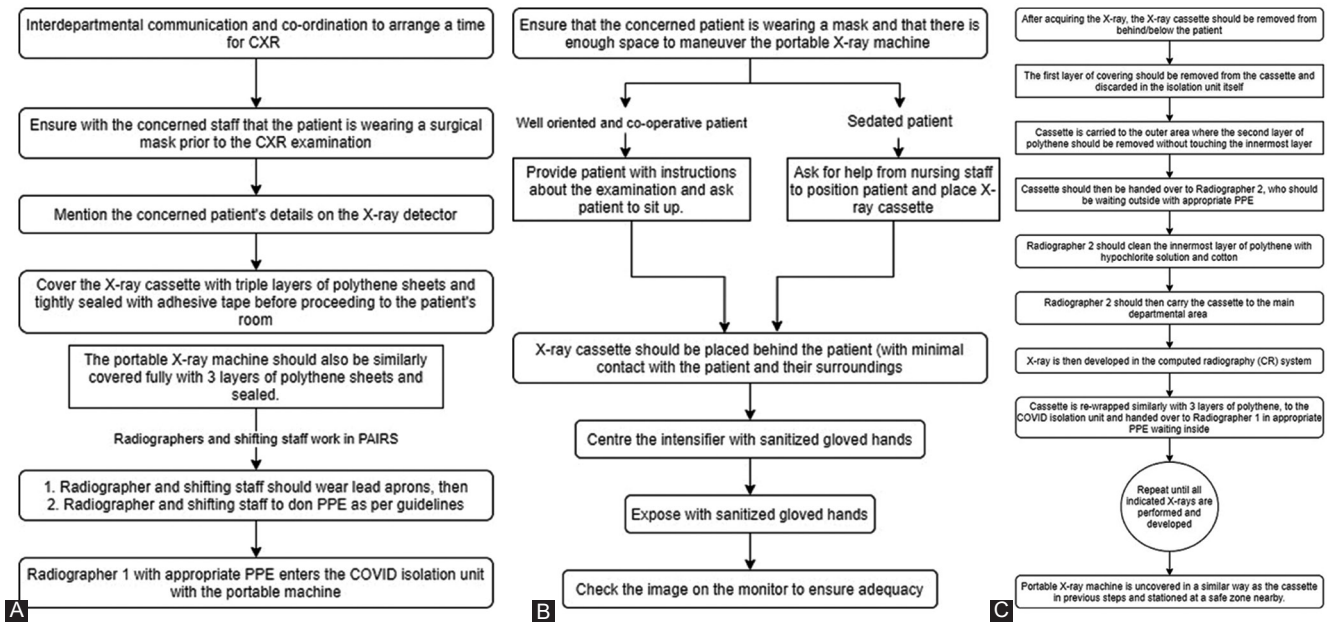 Interdepartmental communication and co-ordination to arrange a time
for CXR
Ensure with the concerned staff that the patient is wearing a surgical
mask prior to the CXR examination
Mention the concerned patient's details on the X-ray detector
Cover the X-ray cassette with triple layers of polythene sheets and
tightly sealed with adhesive tape before proceeding to the patient's
room
The portable X-ray machine should also be similarly
covered fully with 3 layers of polythene sheets and
sealed.
Radiographers and shifting staff work in PAIRS
1. Radiographer and shifting staff should wear lead aprons, then
2. Radiographer and shifting staff to don PPE as per guidelines
Radiographer 1 with appropriate PPE enters the COVID isolation unit
with the portable machine
A
Ensure that the concerned patient is wearing a mask and that there is
enough space to maneuver the portable X-ray machine
Well oriented and co-operative patient
Sedated patient
Provide patient with instructions
about the examination and ask
patient to sit up.
Ask for help from nursing staff
to position patient and place X-
ray cassette
X-ray cassette should be placed behind the patient (with minimal
contact with the patient and their surroundings
Centre the intensifier with sanitized gloved hands
Expose with sanitized gloved hands
Check the image on the monitor to ensure adequacy
B
After acquiring the X-ray, the X-ray cassette should be removed from
behind/below the patient
The first layer of covering should be removed from the cassette and
discarded in the isolation unit itself
Cassette is carried to the outer area where the second layer of
polythene should be removed without touching the innermost layer
Cassette should then be handed over to Radiographer 2, who should
be waiting outside with appropriate PPE
Radiographer 2 should clean the innermost layer of polythene with
hypochlorite solution and cotton
Radiographer 2 should then carry the cassette to the main
departmental area
X-ray is then developed in the computed radiography (CR) system
Cassette is re-wrapped similarly with 3 layers of polythene, to the
COVID isolation unit and handed over to Radiographer 1 in appropriate
PPE waiting inside
Repeat until all
indicated X-rays are
performed and
developed
Portable X-ray machine is uncovered in a similar way as the cassette
in previous steps and stationed at a safe zone nearby.
C